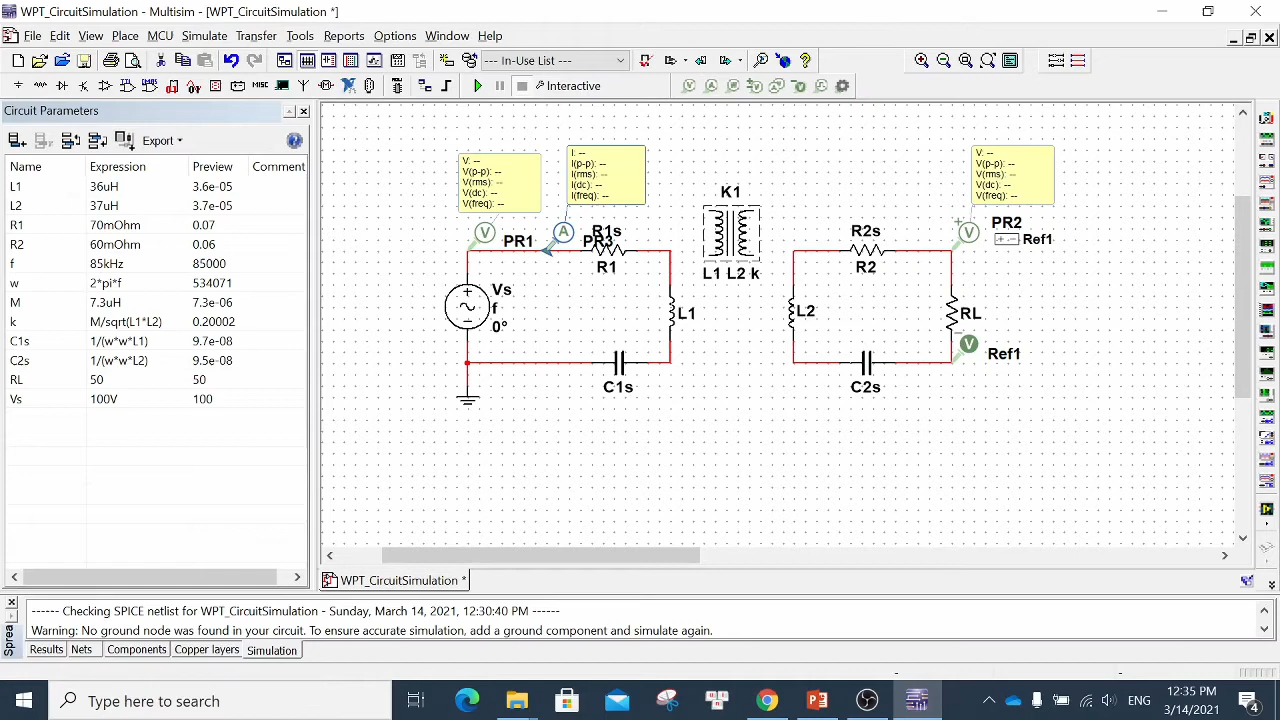 WPT_CircuitSimulation - Multisim - [WPT_CircuitSimulation *]
File Edit View Place MCU Simulate Transfer Tools Reports Options Window Help
--- In-Use List ---
MISC
Interactive
Circuit Parameters
Export
Name Expression Preview Comment
L1 36uH 3.6e-05
L2 37uH 3.7e-05
R1 70mOhm 0.07
R2 60mOhm 0.06
f 85kHz 85000
w 2*pi*f 534071
M 7.3uH 7.3e-06
k M/sqrt(L1*L2) 0.20002
C1s 1/(w*w*L1) 9.7e-08
C2s 1/(w*w*L2) 9.5e-08
RL 50 50
Vs 100V 100
V: --
V(p-p): --
V(rms): --
V(dc): --
V(freq): --
I: --
I(p-p): --
I(rms): --
I(dc): --
I(freq): --
V: --
V(p-p): --
V(rms): --
V(dc): --
V(freq): --
V
PR1
A
PR3
R1s
R1
K1
L1 L2 k
R2s
R2
V
PR2
Ref1
Vs
f
0°
L1
L2
RL
V
Ref1
C1s
C2s
WPT_CircuitSimulation *
------ Checking SPICE netlist for WPT_CircuitSimulation - Sunday, March 14, 2021, 12:30:40 PM ------
Warning: No ground node was found in your circuit. To ensure accurate simulation, add a ground component and simulate again.
Sprea
Results Nets Components Copper layers Simulation
Type here to search
ENG
12:35 PM
3/14/2021
4